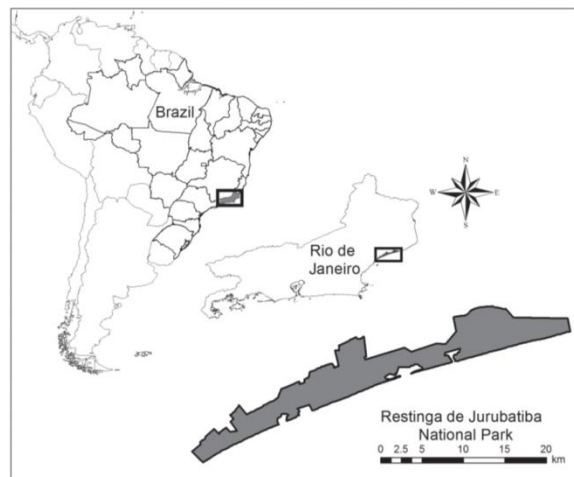 Brazil
N
W
E
S
Rio de
Janeiro
Restinga de Jurubatiba
National Park
0 2.5 5 10 15 20
km